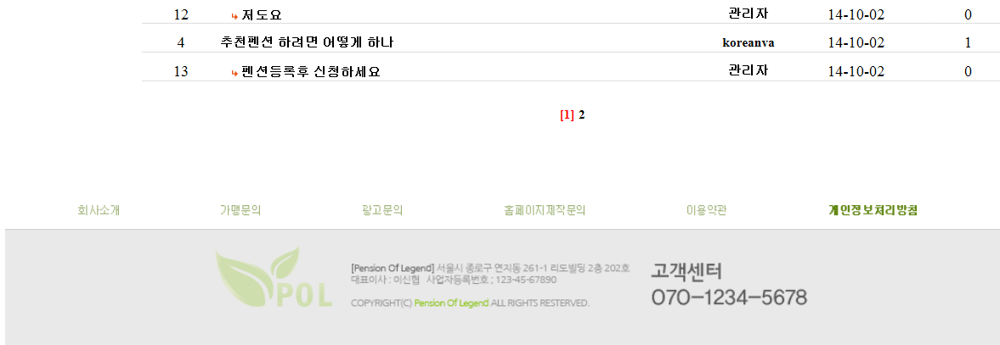 12 저도요 관리자 14-10-02 0
4 추천펜션 하려면 어떻게 하나 koreanva 14-10-02 1
13 펜션등록후 신청하세요 관리자 14-10-02 0
[1] 2
회사소개 가맹문의 광고문의 홈페이지제작문의 이용약관 개인정보처리방침
POL
[Pension Of Legend] 서울시 종로구 연지동 261-1 리도빌딩 2층 202호
대표이사 : 이신협 사업자등록번호 ; 123-45-67890
COPYRIGHT(C) Pension Of Legend ALL RIGHTS RESTERVED.
고객센터
070-1234-5678